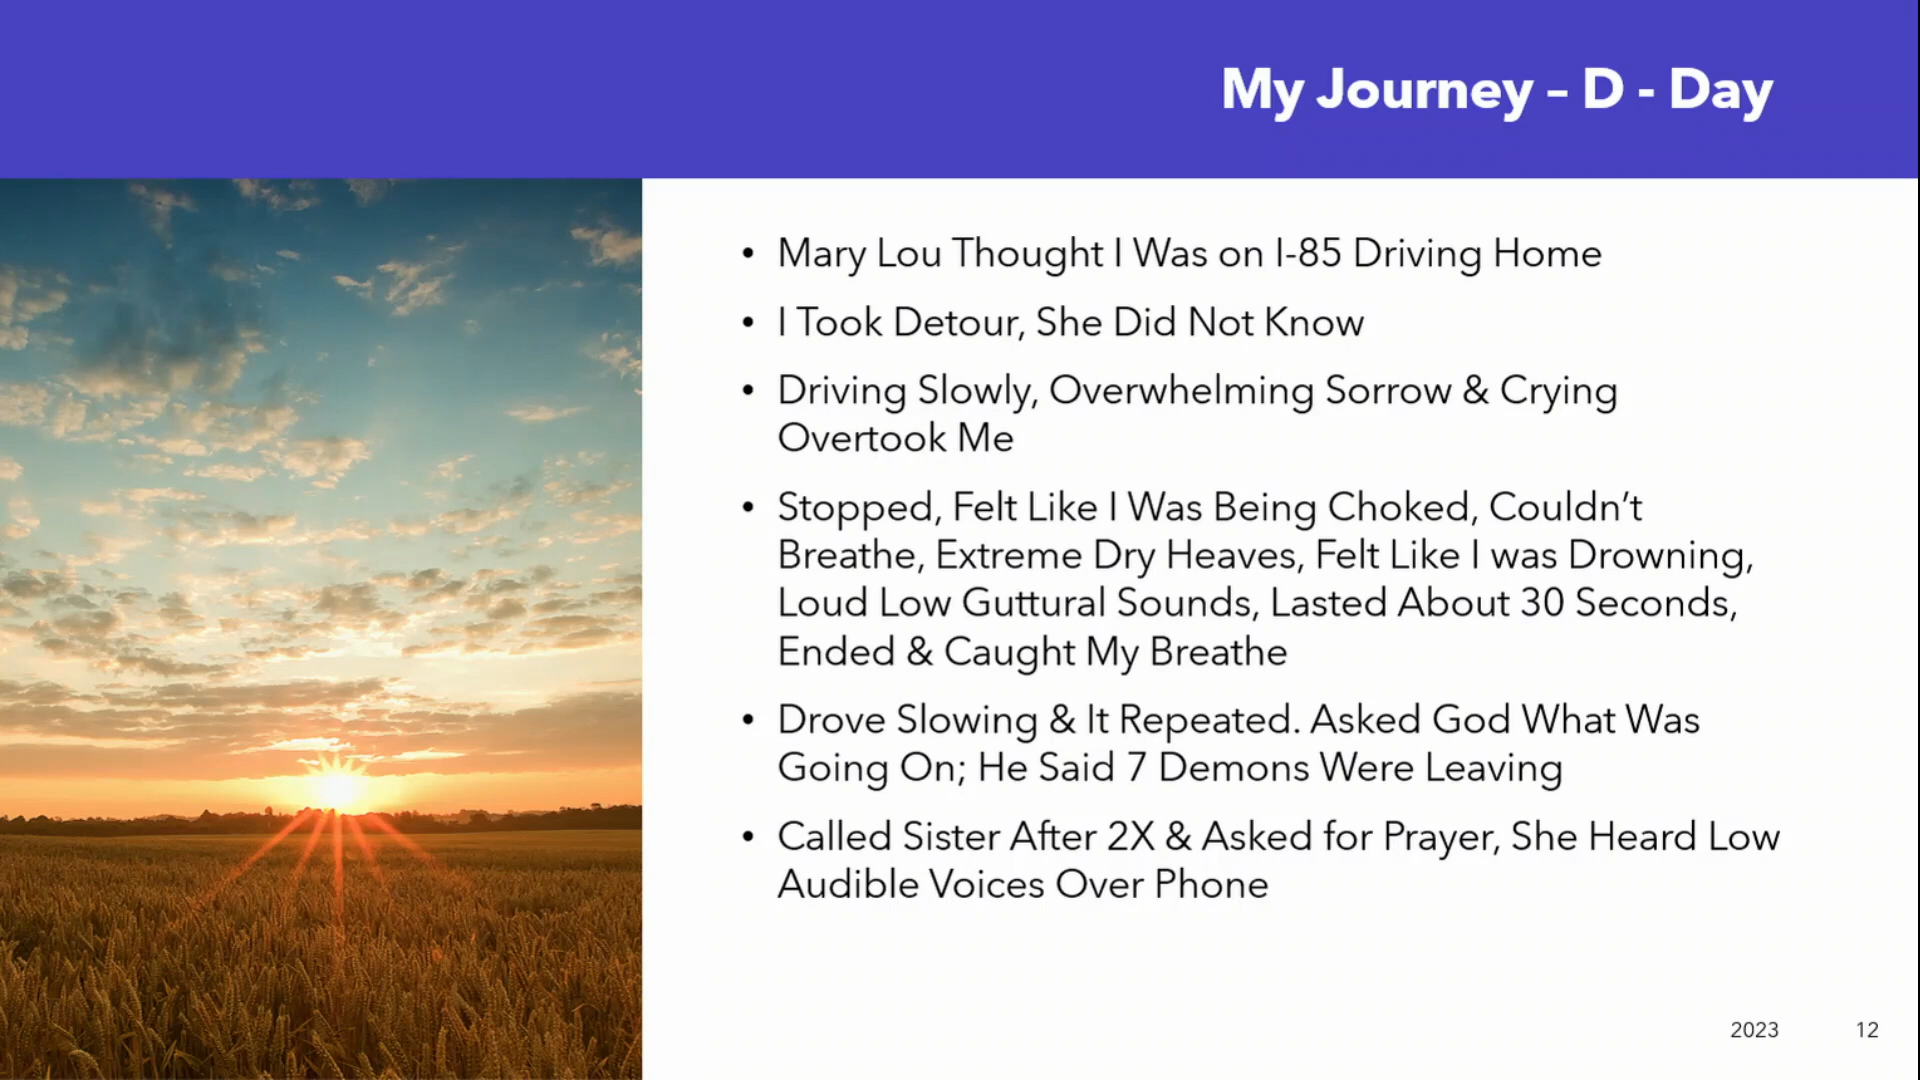 My Journey – D - Day
• Mary Lou Thought I Was on I-85 Driving Home
• I Took Detour, She Did Not Know
• Driving Slowly, Overwhelming Sorrow & Crying
Overtook Me
• Stopped, Felt Like I Was Being Choked, Couldn’t
Breathe, Extreme Dry Heaves, Felt Like I was Drowning,
Loud Low Guttural Sounds, Lasted About 30 Seconds,
Ended & Caught My Breathe
• Drove Slowing & It Repeated. Asked God What Was
Going On; He Said 7 Demons Were Leaving
• Called Sister After 2X & Asked for Prayer, She Heard Low
Audible Voices Over Phone
2023 12